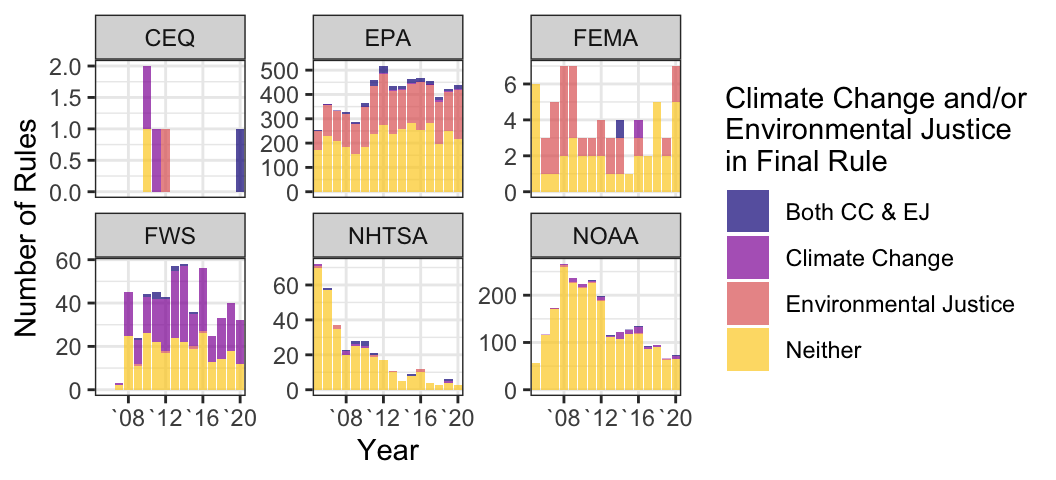 CEQ
EPA
FEMA
2.0
1.5
1.0
0.5
0.0
500
400
300
200
100
0
6
4
2
0
FWS
NHTSA
NOAA
60
40
20
0
60
40
20
0
200
100
0
`08 `12 `16 `20
`08 `12 `16 `20
`08 `12 `16 `20
Number of Rules
Year
Climate Change and/or
Environmental Justice
in Final Rule
Both CC & EJ
Climate Change
Environmental Justice
Neither